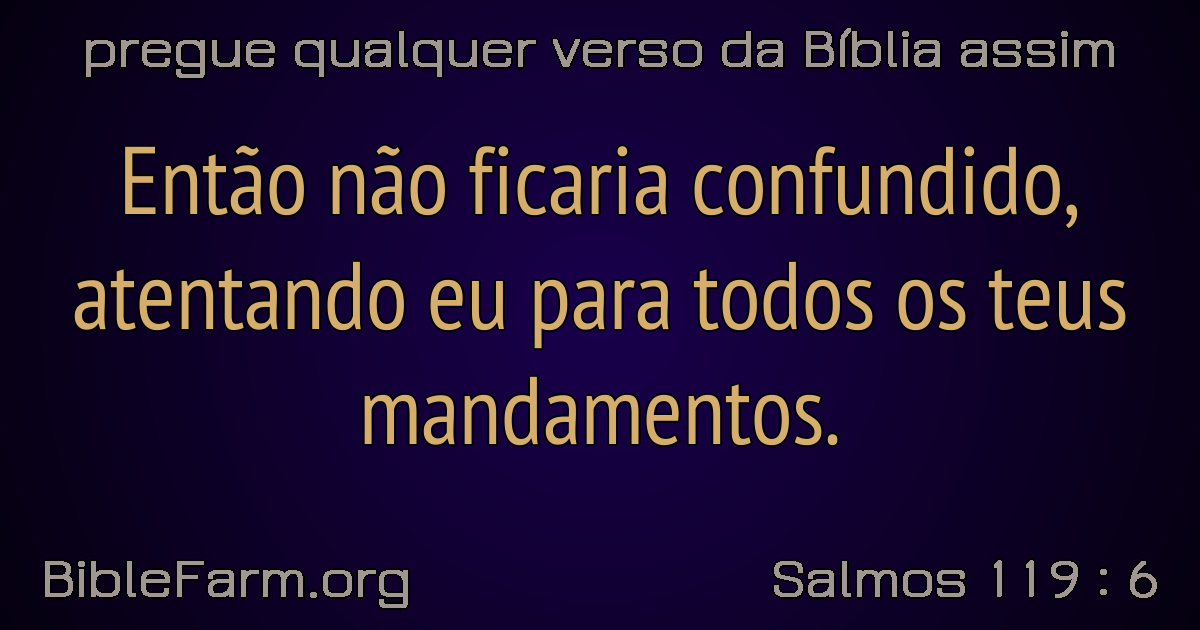 pregue qualquer verso da Bíblia assim
Então não ficaria confundido,
atentando eu para todos os teus
mandamentos.
BibleFarm.org
Salmos 119 : 6